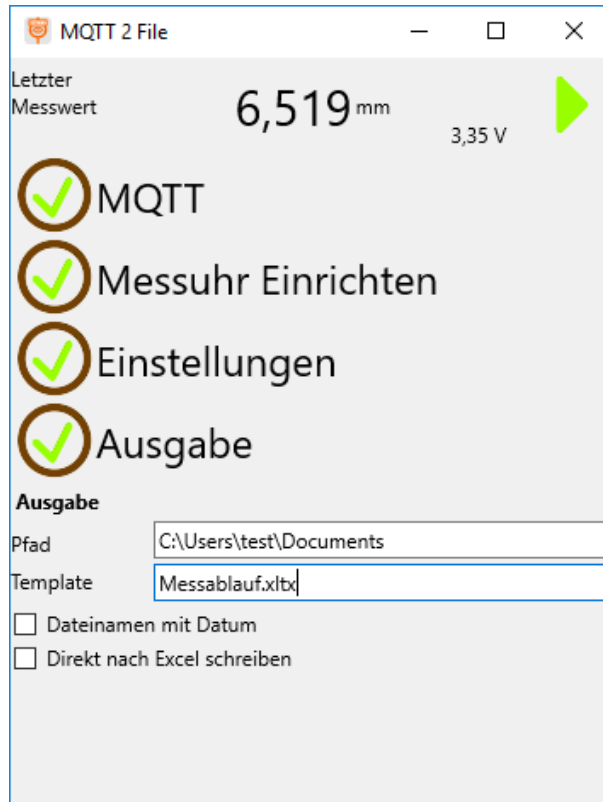 MQTT 2 File
Letzter
Messwert
6,519 mm
3,35 V
MQTT
Messuhr Einrichten
Einstellungen
Ausgabe
Ausgabe
Pfad C:\Users\test\Documents
Template Messablauf.xltx
Dateinamen mit Datum
Direkt nach Excel schreiben